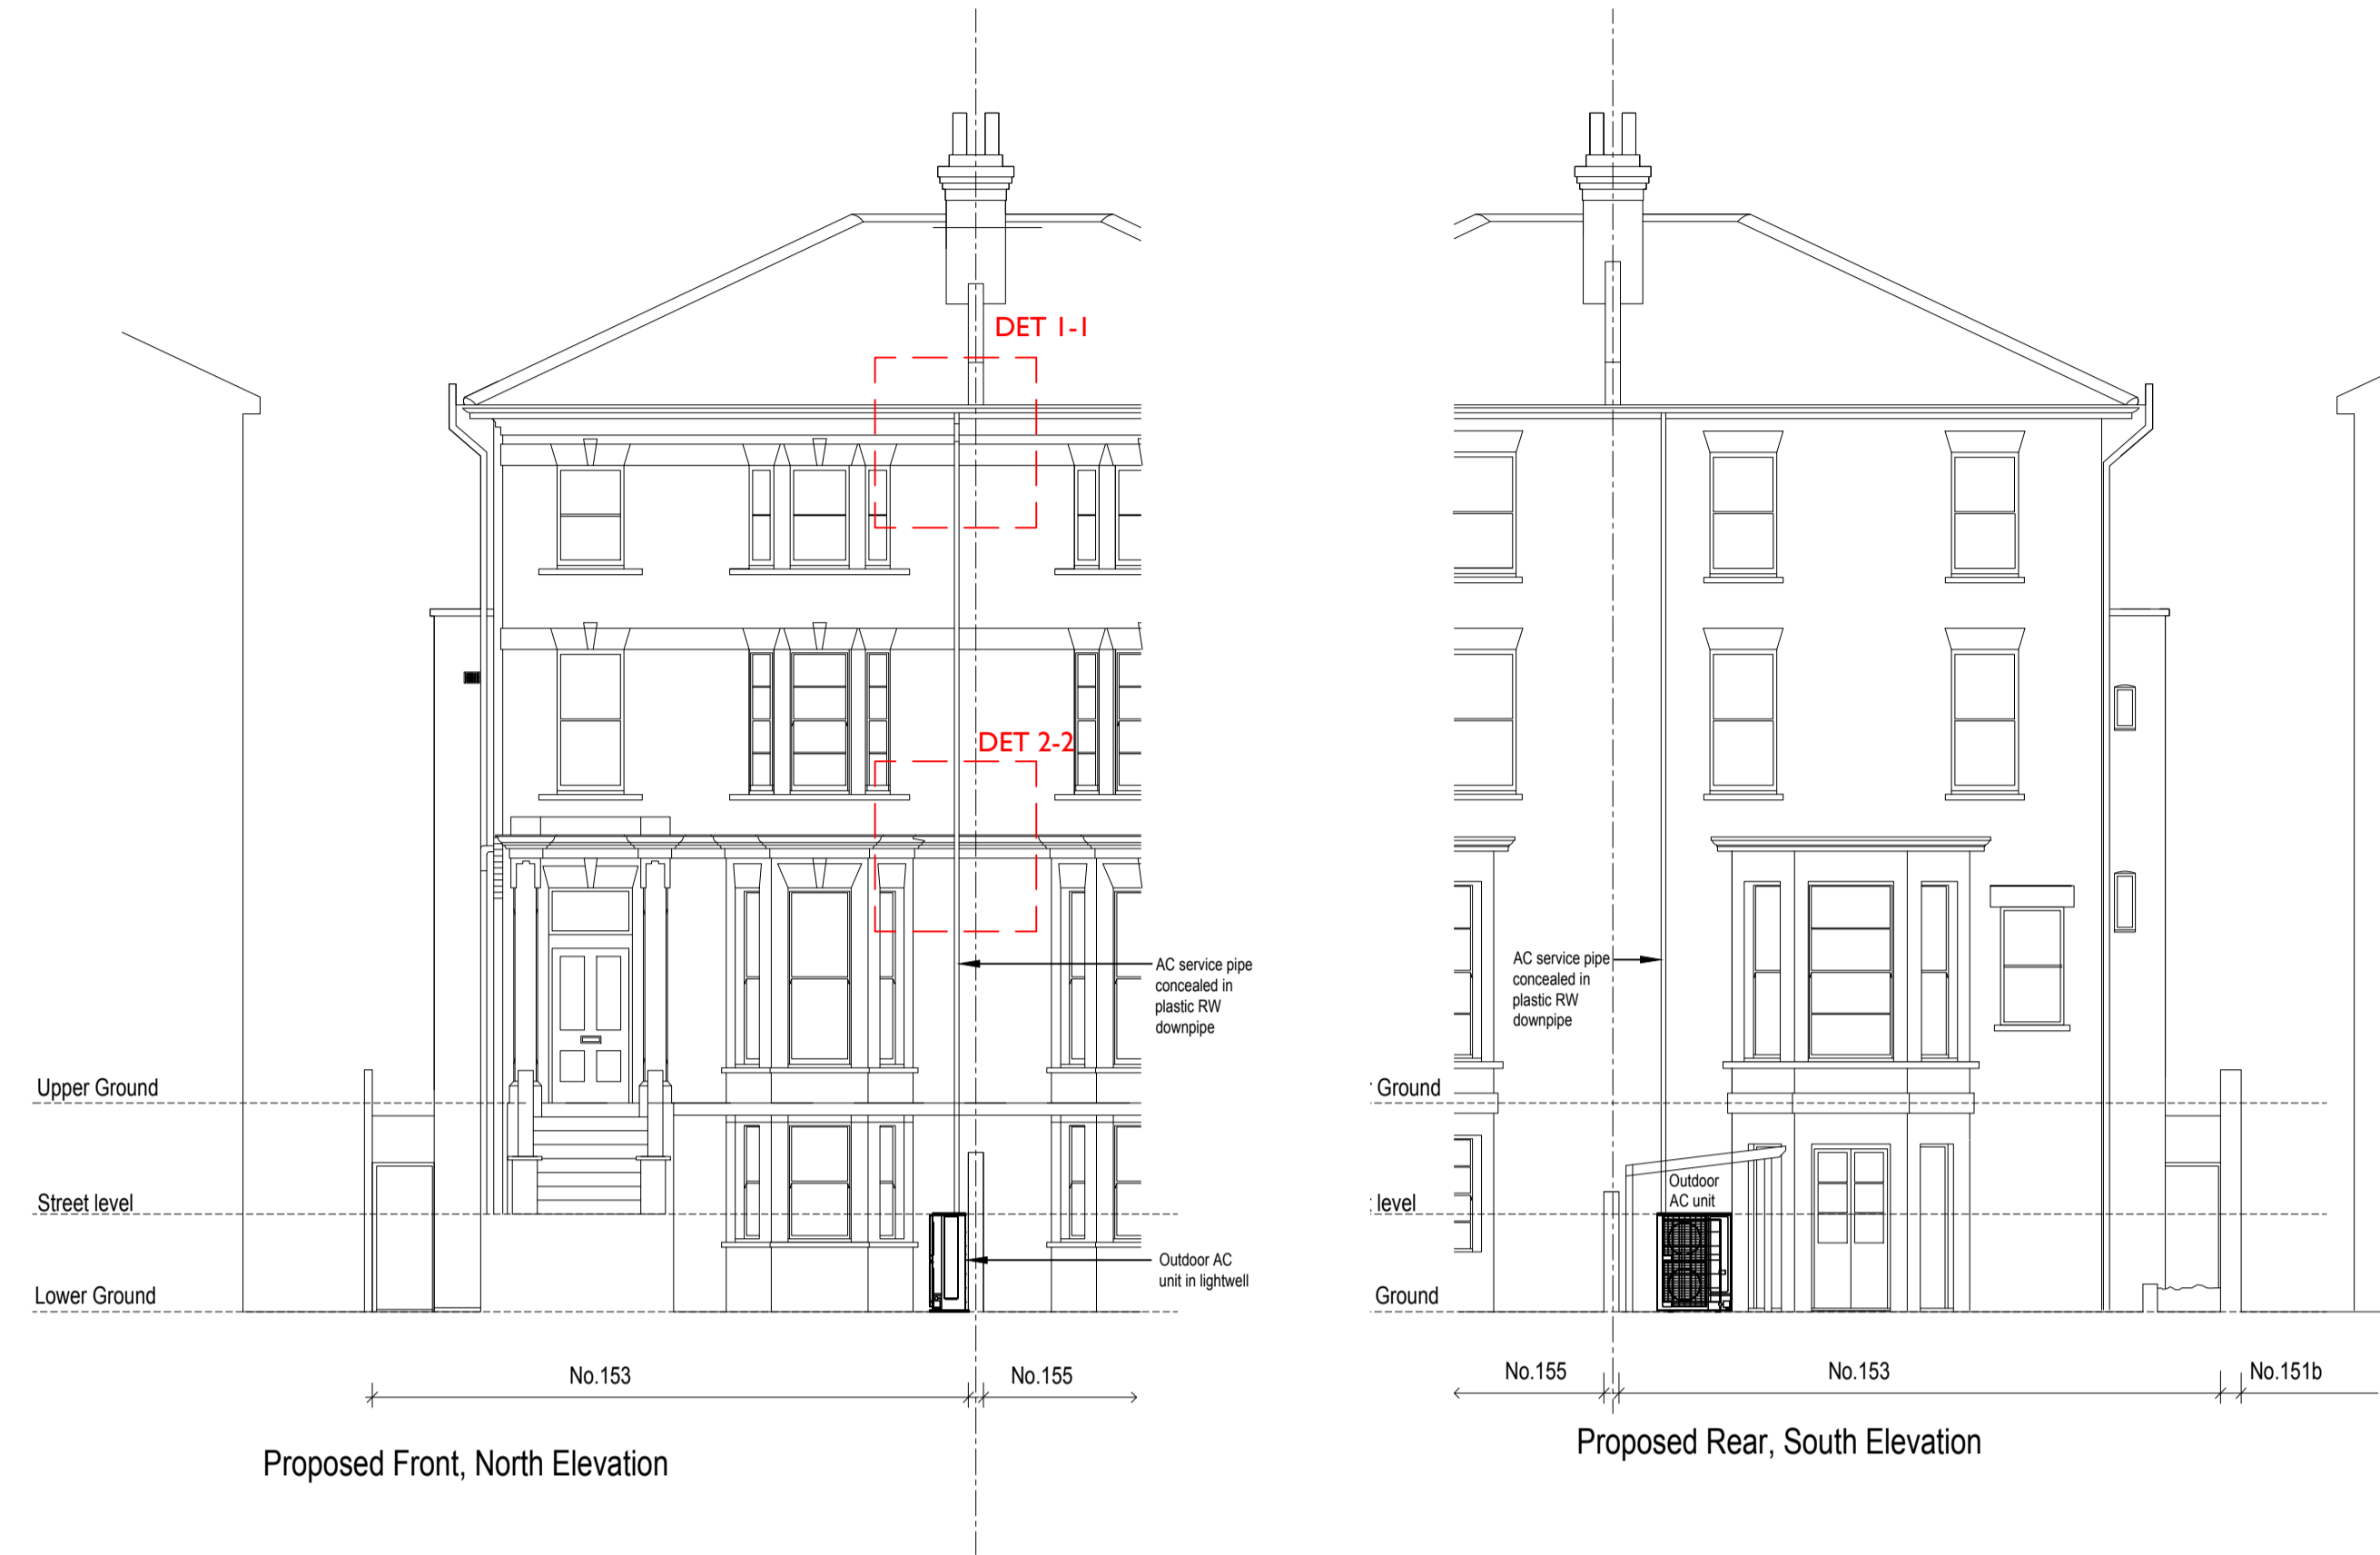 DET 1-1
DET 2-2
AC service pipe
concealed in
plastic RW
downpipe
Upper Ground
Street level
Lower Ground
Outdoor AC
unit in lightwell
No.153
No.155
Proposed Front, North Elevation
AC service pipe
concealed in
plastic RW
downpipe
Ground
level
Ground
Outdoor
AC unit
No.155
No.153
No.151b
Proposed Rear, South Elevation